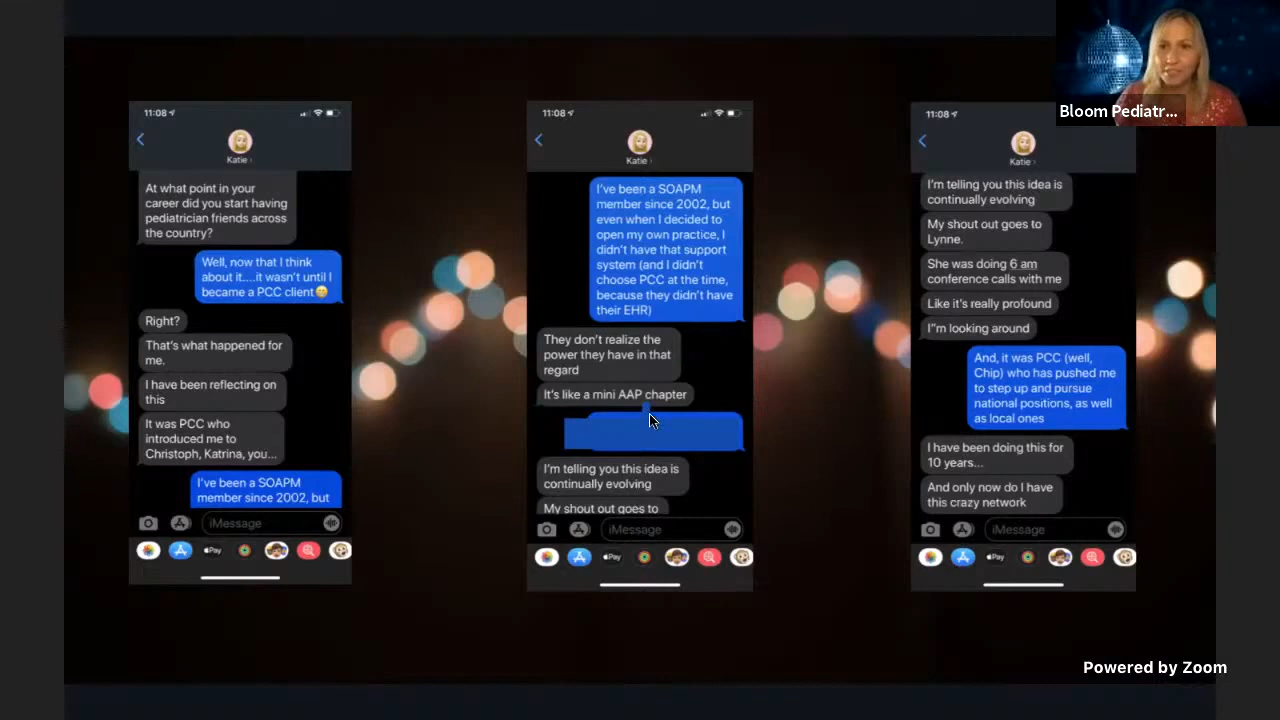 11:08
Katie
At what point in your
career did you start having
pediatrician friends across
the country?
Well, now that I think
about it....it wasn't until I
became a PCC client😁
Right?
That's what happened for
me.
I have been reflecting on
this
It was PCC who
introduced me to
Christoph, Katrina, you...
I've been a SOAPM
member since 2002, but
iMessage
Pay
11:08
Katie
I've been a SOAPM
member since 2002, but
even when I decided to
open my own practice, I
didn't have that support
system (and I didn't
choose PCC at the time,
because they didn't have
their EHR)
They don't realize the
power they have in that
regard
It's like a mini AAP chapter
I'm telling you this idea is
continually evolving
My shout out goes to
iMessage
Pay
11:08
Katie
I'm telling you this idea is
continually evolving
My shout out goes to
Lynne.
She was doing 6 am
conference calls with me
Like it's really profound
I"m looking around
And, it was PCC (well,
Chip) who has pushed me
to step up and pursue
national positions, as well
as local ones
I have been doing this for
10 years...
And only now do I have
this crazy network
iMessage
Pay
Bloom Pediatr...
Powered by Zoom